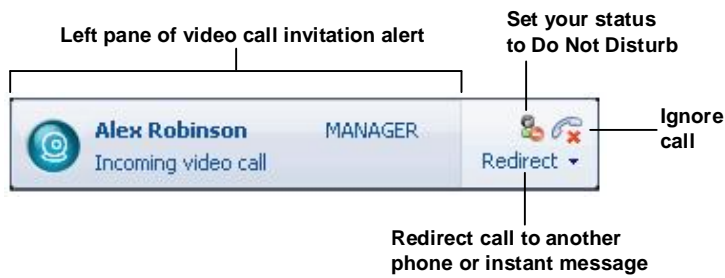 Set your status
to Do Not Disturb
Left pane of video call invitation alert
Alex Robinson
MANAGER
Incoming video call
Redirect
Ignore
call
Redirect call to another
phone or instant message